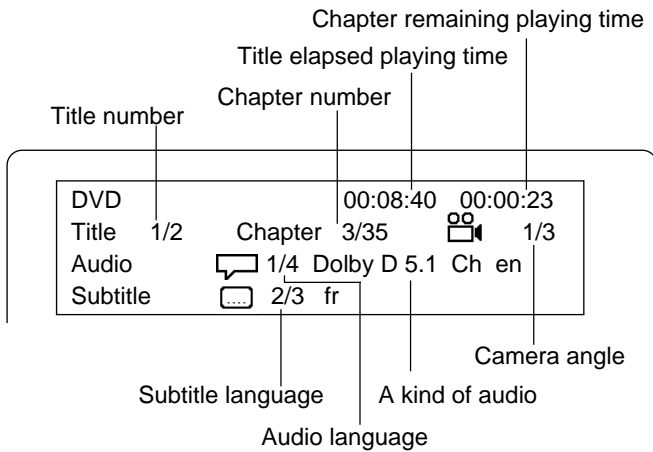 Chapter remaining playing time
Title elapsed playing time
Chapter number
Title number
DVD 00:08:40 00:00:23
Title 1/2 Chapter 3/35 1/3
Audio 1/4 Dolby D 5.1 Ch en
Subtitle .... 2/3 fr
Camera angle
Subtitle language A kind of audio
Audio language